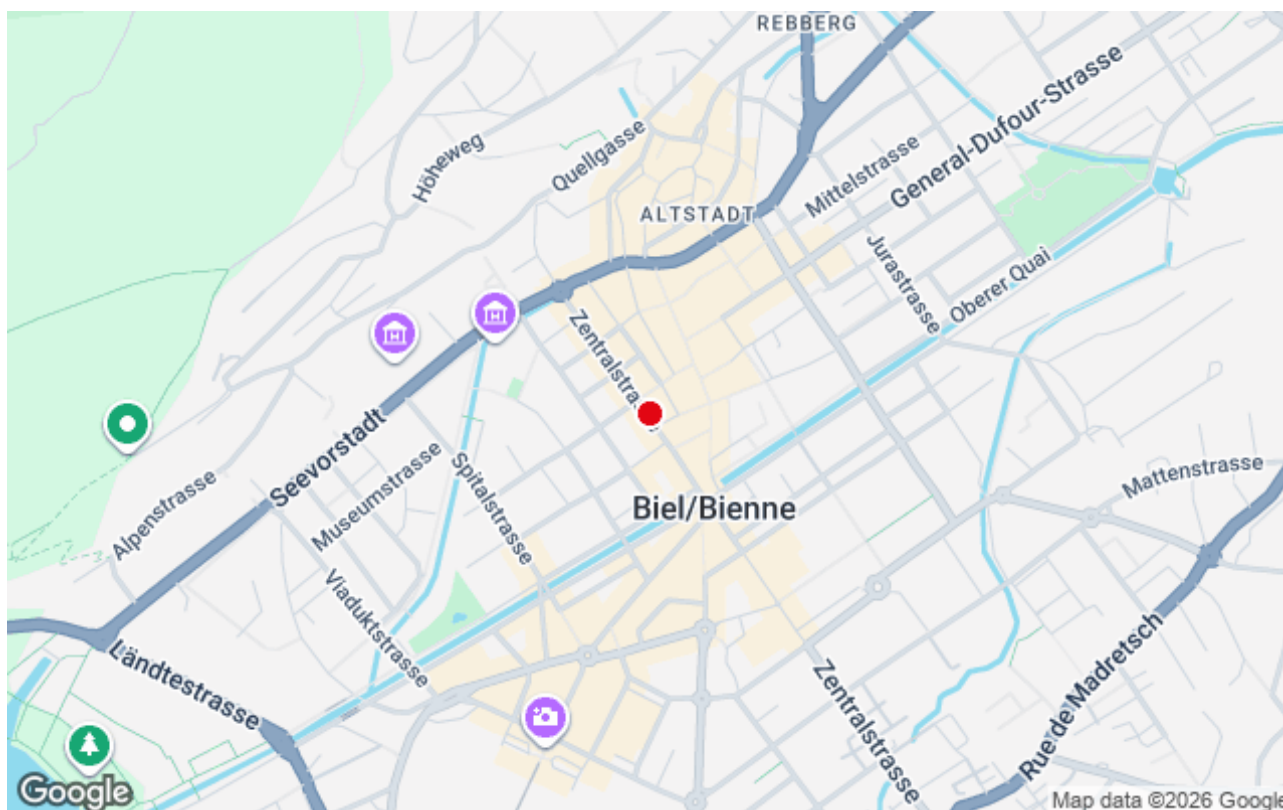 REBBERG
General-Dufour-Strasse
Höheweg
Quellgasse
Mittelstrasse
ALTSTADT
Jurastrasse
Oberer Quai
Zentralstrasse
Seevorstadt
Museumstrasse
Spitalstrasse
Alpenstrasse
Mattenstrasse
Biel/Bienne
Viaduktstrasse
Ländtestrasse
Zentralstrasse
Rue de Madretsch
Google
Map data ©2026 Google